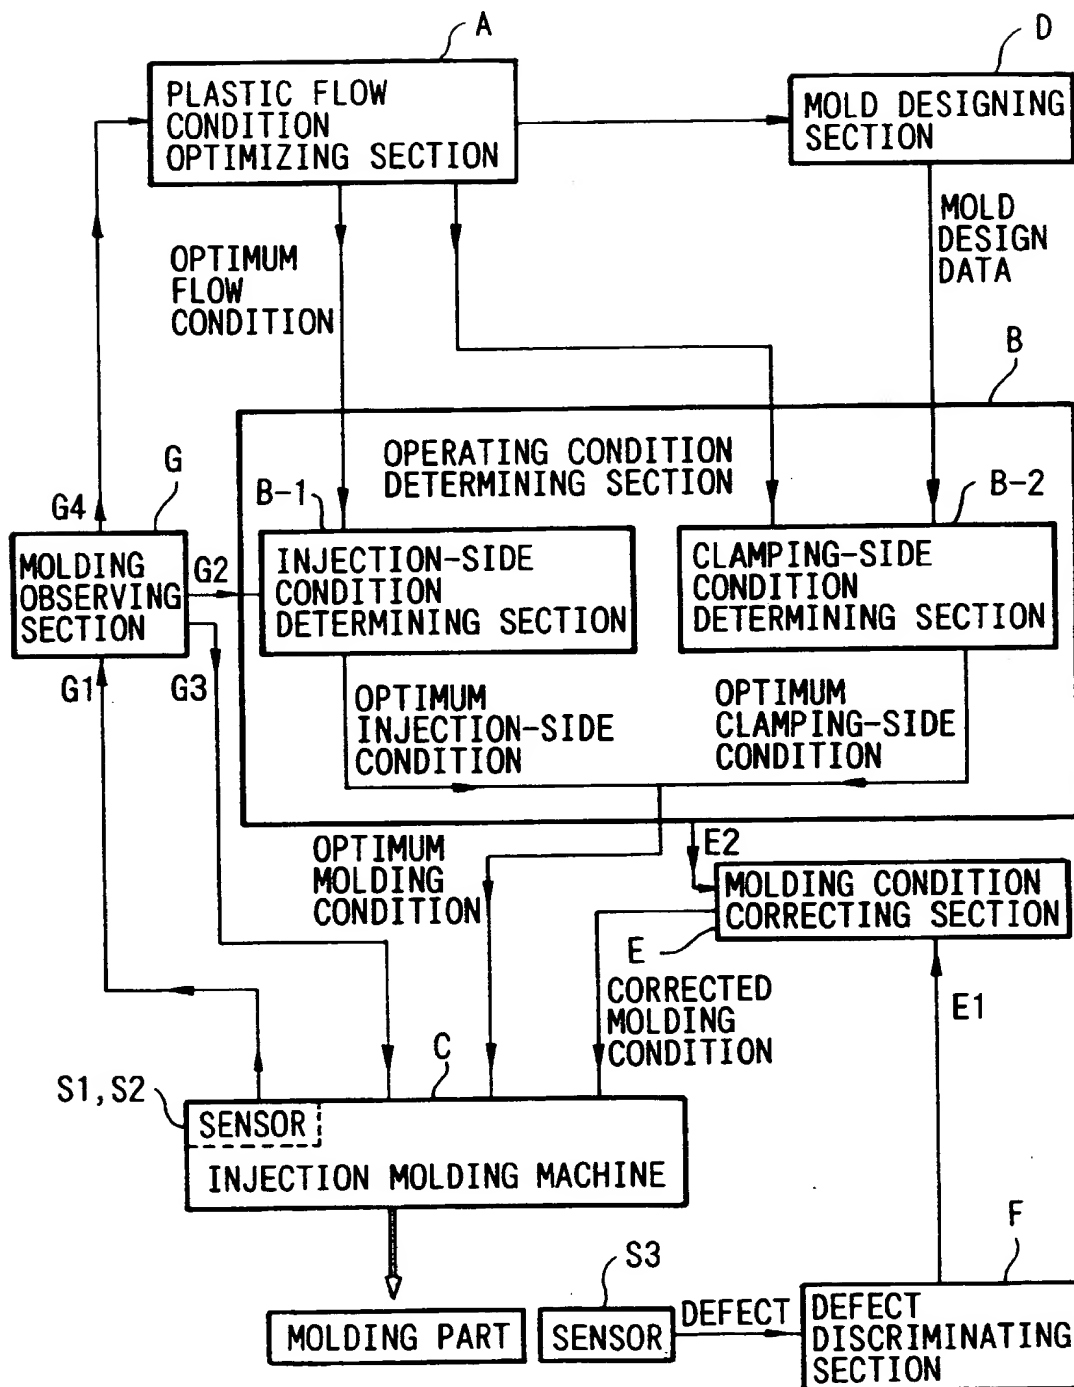 A
D
PLASTIC FLOW
CONDITION
OPTIMIZING SECTION
MOLD DESIGNING
SECTION
OPTIMUM
FLOW
CONDITION
MOLD
DESIGN
DATA
B
OPERATING CONDITION
DETERMINING SECTION
G
G4
B-1
B-2
MOLDING
OBSERVING
SECTION
G2
INJECTION-SIDE
CONDITION
DETERMINING SECTION
CLAMPING-SIDE
CONDITION
DETERMINING SECTION
G1
G3
OPTIMUM
INJECTION-SIDE
CONDITION
OPTIMUM
CLAMPING-SIDE
CONDITION
OPTIMUM
MOLDING
CONDITION
E2
MOLDING CONDITION
CORRECTING SECTION
E
CORRECTED
MOLDING
CONDITION
E1
C
S1,S2
SENSOR
INJECTION MOLDING MACHINE
S3
F
MOLDING PART
SENSOR
DEFECT
DEFECT
DISCRIMINATING
SECTION